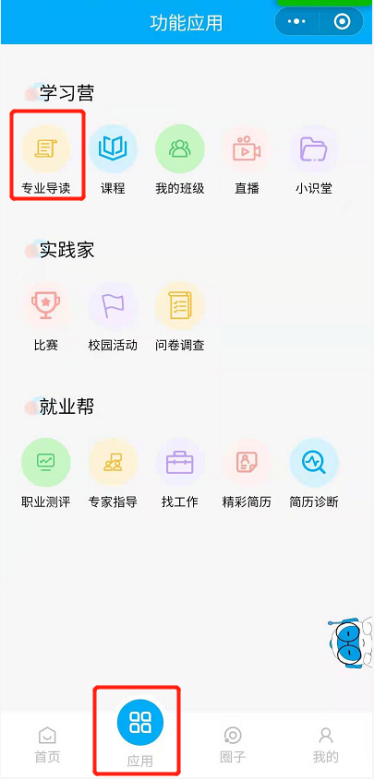 功能应用
学习营
专业导读 课程 我的班级 直播 小识堂
实践家
比赛 校园活动 问卷调查
就业帮
职业测评 专家指导 找工作 精彩简历 简历诊断
首页 应用 圈子 我的